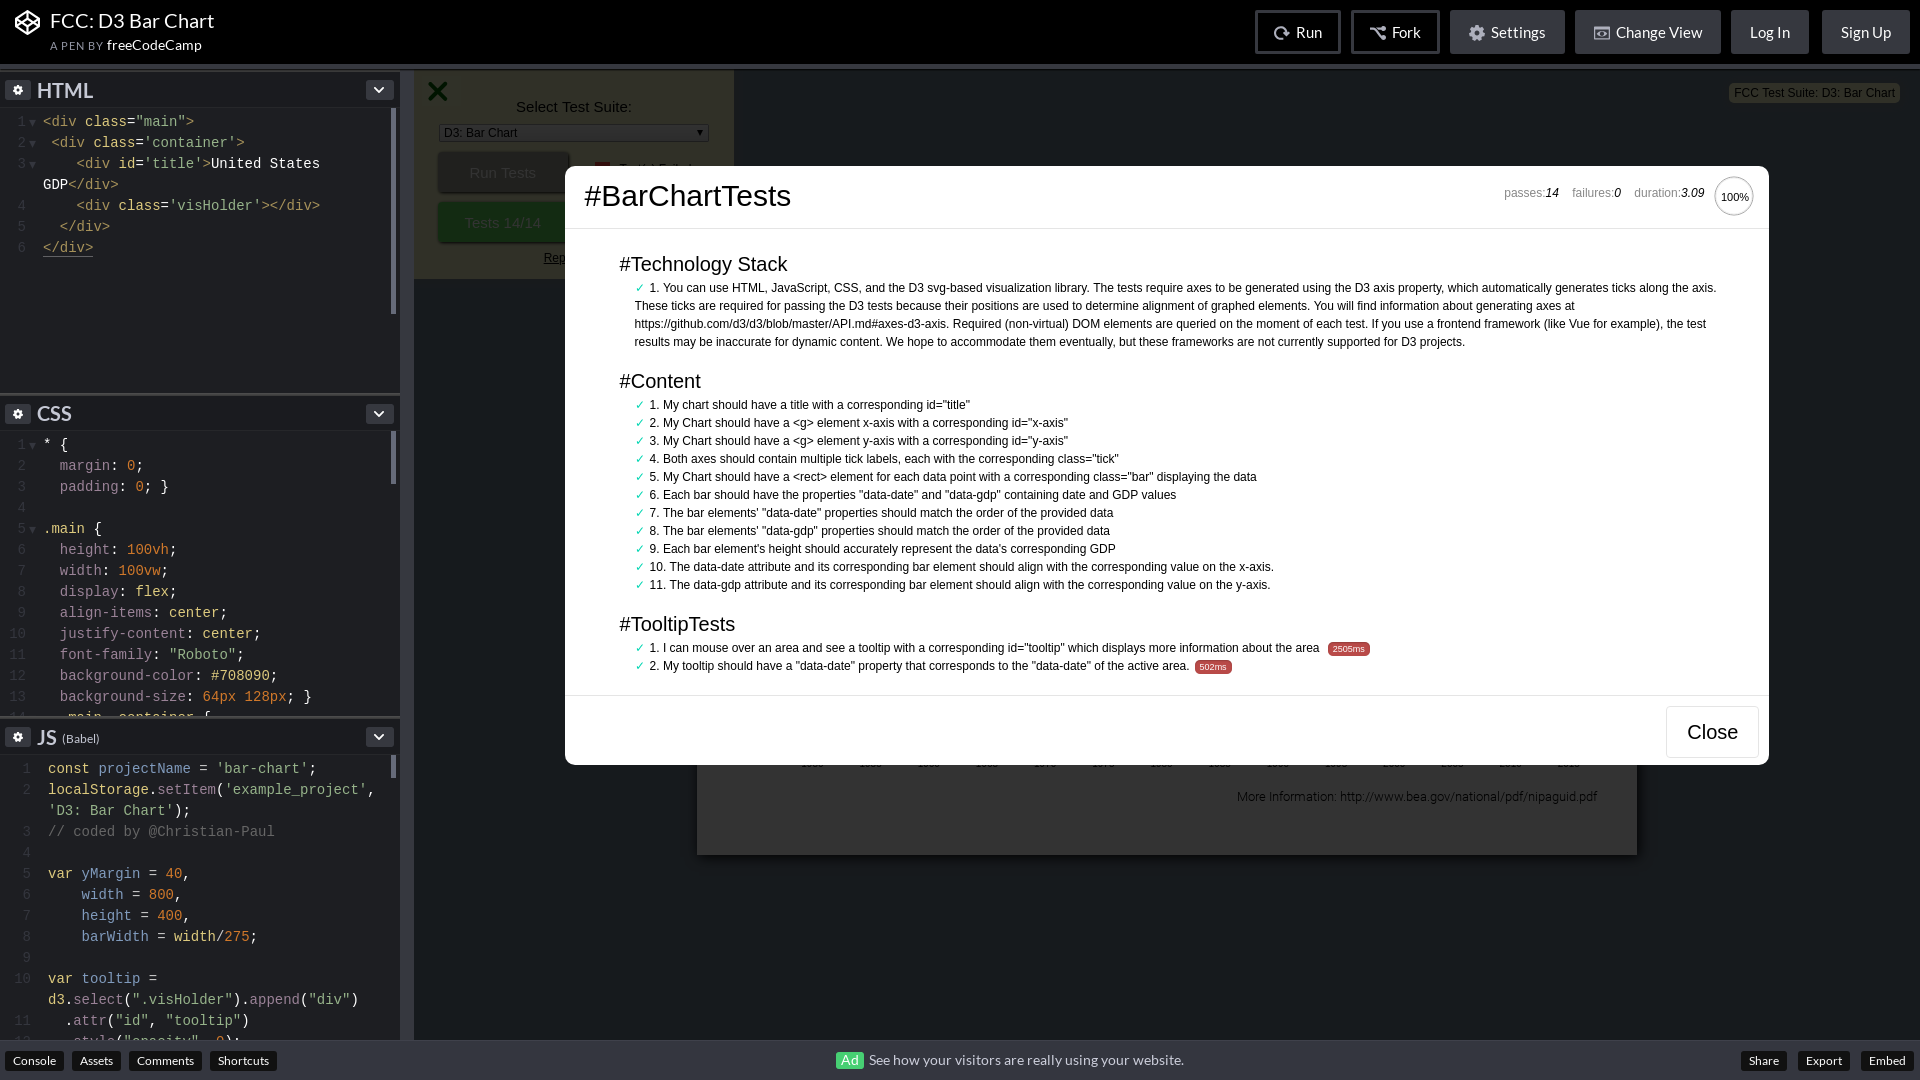 FCC: D3 Bar Chart
A PEN BY freeCodeCamp
Run
Fork
Settings
Change View
Log In
Sign Up
HTML
1 <div class="main">
2 <div class='container'>
3 <div id='title'>United States
GDP</div>
4 <div class='visHolder'></div>
5 </div>
6 </div>
CSS
1 * {
2 margin: 0;
3 padding: 0; }
4
5 .main {
6 height: 100vh;
7 width: 100vw;
8 display: flex;
9 align-items: center;
10 justify-content: center;
11 font-family: "Roboto";
12 background-color: #708090;
13 background-size: 64px 128px; }
14 .main .container {
JS (Babel)
1 const projectName = 'bar-chart';
2 localStorage.setItem('example_project',
'D3: Bar Chart');
3 // coded by @Christian-Paul
4
5 var yMargin = 40,
6 width = 800,
7 height = 400,
8 barWidth = width/275;
9
10 var tooltip =
d3.select(".visHolder").append("div")
11 .attr("id", "tooltip")
12 .style("opacity", 0);
Select Test Suite:
D3: Bar Chart
Run Tests
Tests 14/14
FCC Test Suite: D3: Bar Chart
#BarChartTests
passes:14 failures:0 duration:3.09 100%
#Technology Stack
✓ 1. You can use HTML, JavaScript, CSS, and the D3 svg-based visualization library. The tests require axes to be generated using the D3 axis property, which automatically generates ticks along the axis.
These ticks are required for passing the D3 tests because their positions are used to determine alignment of graphed elements. You will find information about generating axes at
https://github.com/d3/d3/blob/master/API.md#axes-d3-axis. Required (non-virtual) DOM elements are queried on the moment of each test. If you use a frontend framework (like Vue for example), the test
results may be inaccurate for dynamic content. We hope to accommodate them eventually, but these frameworks are not currently supported for D3 projects.
#Content
✓ 1. My chart should have a title with a corresponding id="title"
✓ 2. My Chart should have a <g> element x-axis with a corresponding id="x-axis"
✓ 3. My Chart should have a <g> element y-axis with a corresponding id="y-axis"
✓ 4. Both axes should contain multiple tick labels, each with the corresponding class="tick"
✓ 5. My Chart should have a <rect> element for each data point with a corresponding class="bar" displaying the data
✓ 6. Each bar should have the properties "data-date" and "data-gdp" containing date and GDP values
✓ 7. The bar elements' "data-date" properties should match the order of the provided data
✓ 8. The bar elements' "data-gdp" properties should match the order of the provided data
✓ 9. Each bar element's height should accurately represent the data's corresponding GDP
✓ 10. The data-date attribute and its corresponding bar element should align with the corresponding value on the x-axis.
✓ 11. The data-gdp attribute and its corresponding bar element should align with the corresponding value on the y-axis.
#TooltipTests
✓ 1. I can mouse over an area and see a tooltip with a corresponding id="tooltip" which displays more information about the area 2505ms
✓ 2. My tooltip should have a "data-date" property that corresponds to the "data-date" of the active area. 502ms
Close
More Information: http://www.bea.gov/national/pdf/nipaguid.pdf
Console
Assets
Comments
Shortcuts
Ad See how your visitors are really using your website.
Share
Export
Embed